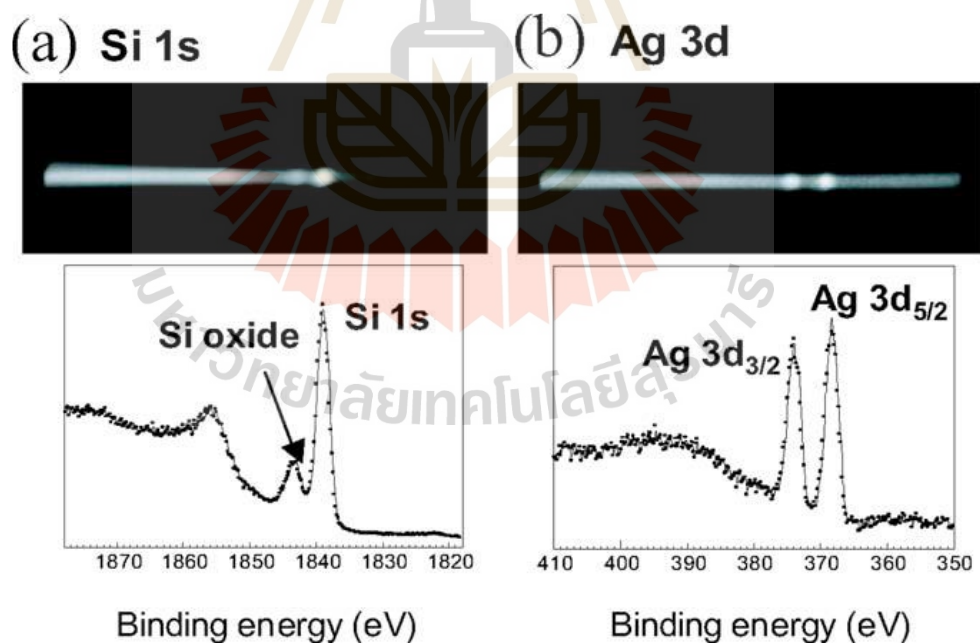 (a) Si 1s
(b) Ag 3d
Si oxide
Si 1s
1870 1860 1850 1840 1830 1820
Binding energy (eV)
Ag 3d3/2
Ag 3d5/2
410 400 390 380 370 360 350
Binding energy (eV)
มหาวิทยาลัยเทคโนโลยีสุรนารี